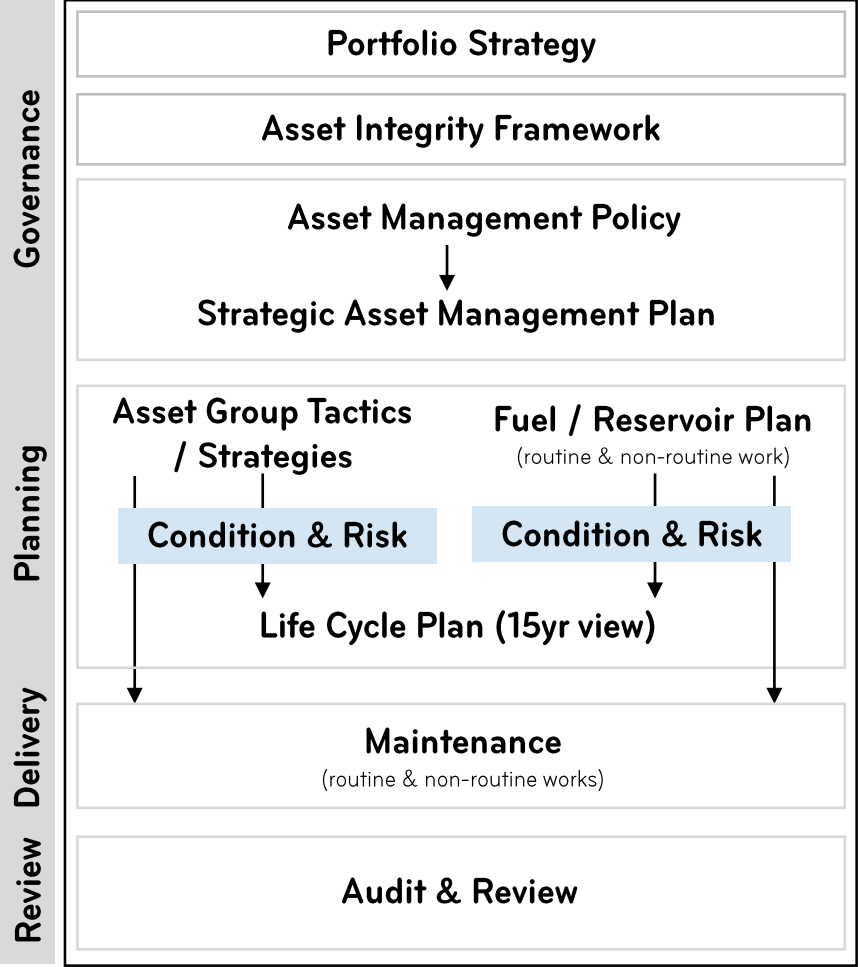 Governance
Portfolio Strategy
Asset Integrity Framework
Asset Management Policy
Strategic Asset Management Plan
Planning
Asset Group Tactics
/ Strategies
Fuel / Reservoir Plan
(routine & non-routine work)
Condition & Risk
Condition & Risk
Life Cycle Plan (15yr view)
Delivery
Maintenance
(routine & non-routine works)
Review
Audit & Review